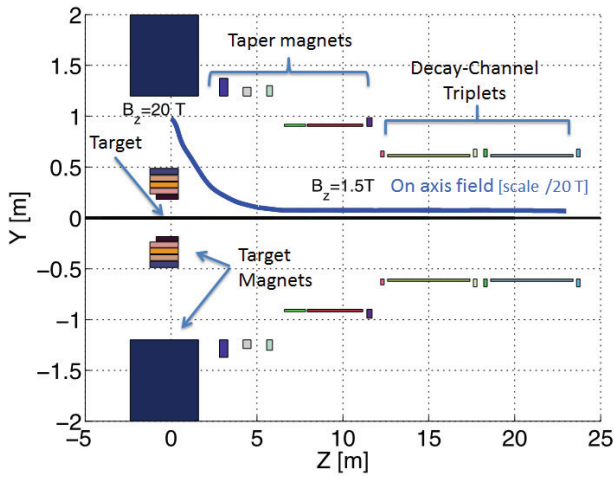 2
1.5
1
0.5
0
−0.5
−1
−1.5
−2
Y [m]
Taper magnets
Decay-Channel
Triplets
B_z=20 T
Target
B_z=1.5T
On axis field [scale /20 T]
Target
Magnets
−5
0
5
10
15
20
25
Z [m]